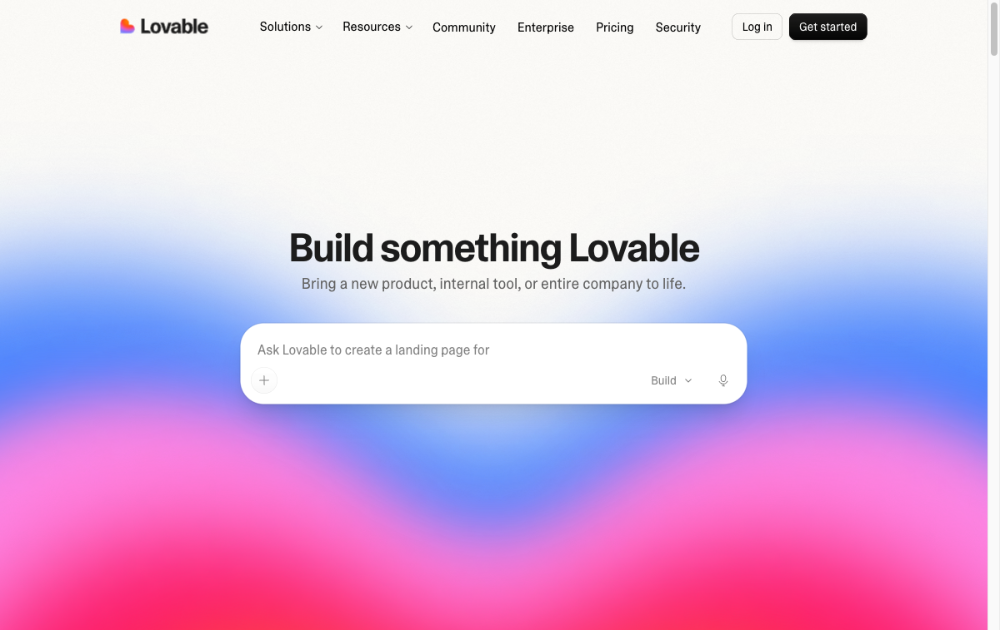 Lovable
Solutions
Resources
Community
Enterprise
Pricing
Security
Log in
Get started
Build something Lovable
Bring a new product, internal tool, or entire company to life.
Ask Lovable to create a landing page for
Build